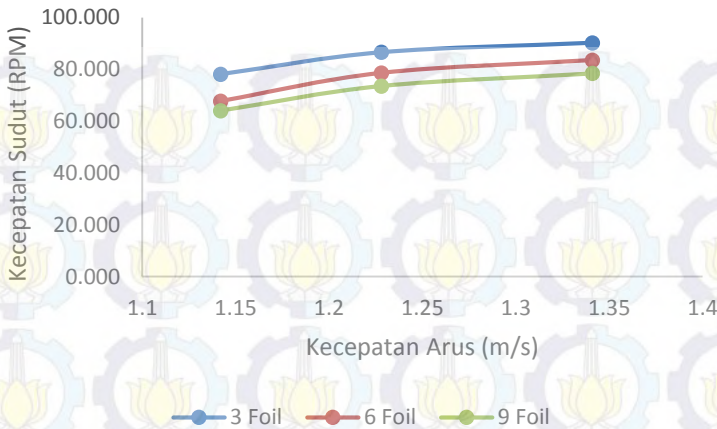 Kecepatan Sudut (RPM)
100.000
80.000
60.000
40.000
20.000
0.000
1.1 1.15 1.2 1.25 1.3 1.35 1.4
Kecepatan Arus (m/s)
3 Foil 6 Foil 9 Foil